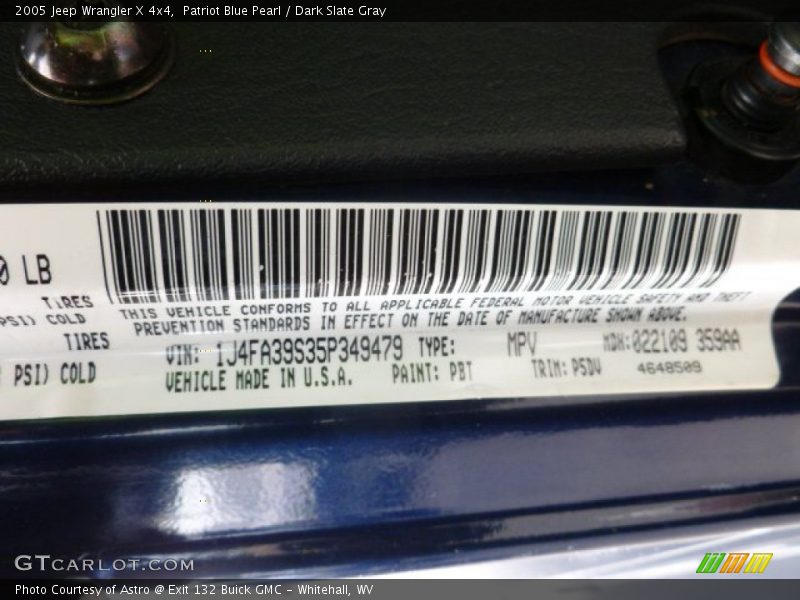 2005 Jeep Wrangler X 4x4,  Patriot Blue Pearl / Dark Slate Gray
0 LB
TIRES
PSI) COLD
TIRES
PSI) COLD
THIS VEHICLE CONFORMS TO ALL APPLICABLE FEDERAL MOTOR VEHICLE SAFETY AND THEFT
PREVENTION STANDARDS IN EFFECT ON THE DATE OF MANUFACTURE SHOWN ABOVE.
VIN: 1J4FA39S35P349479 TYPE: MPV MDH:022109 359AA
VEHICLE MADE IN U.S.A. PAINT: PBT TRIM: PSDV 4648509
GTCARLOT.COM
Photo Courtesy of Astro @ Exit 132 Buick GMC - Whitehall, WV